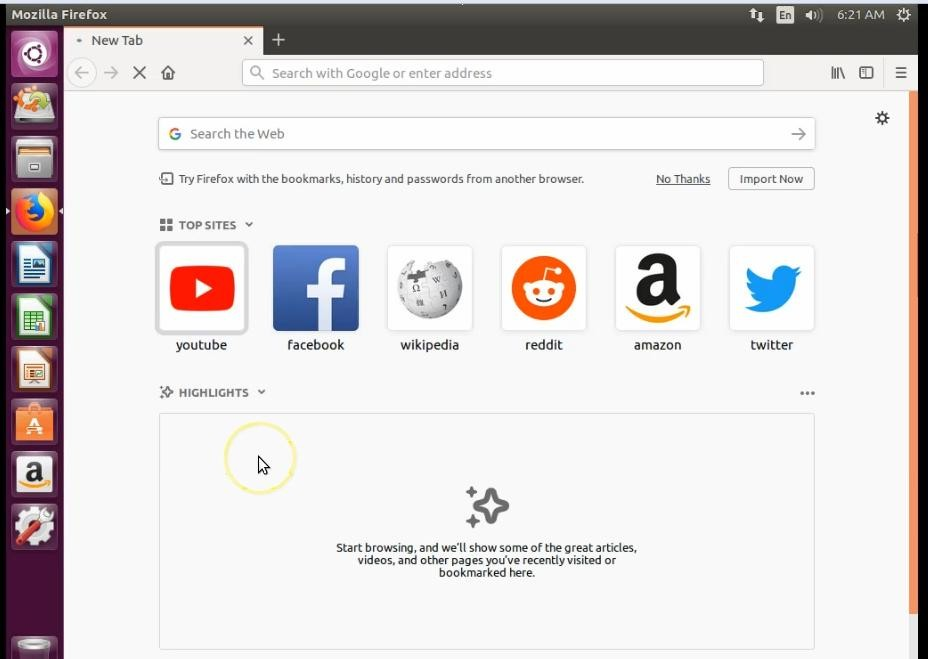 Mozilla Firefox
En
6:21 AM
New Tab
Search with Google or enter address
Search the Web
Try Firefox with the bookmarks, history and passwords from another browser.
No Thanks
Import Now
TOP SITES
youtube
facebook
wikipedia
reddit
amazon
twitter
HIGHLIGHTS
Start browsing, and we'll show some of the great articles,
videos, and other pages you've recently visited or
bookmarked here.